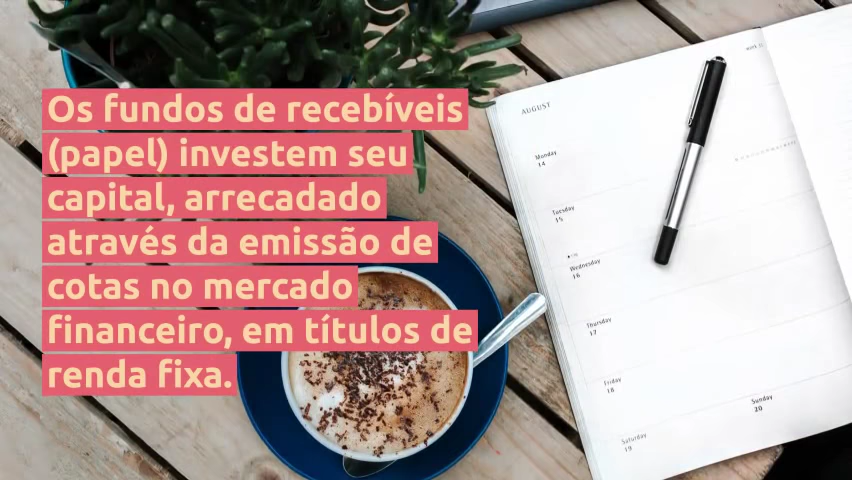 Os fundos de recebíveis
(papel) investem seu
capital, arrecadado
através da emissão de
cotas no mercado
financeiro, em títulos de
renda fixa.
AUGUST
Monday
14
Tuesday
15
Wednesday
16
Thursday
17
Friday
18
Saturday
19
Sunday
20